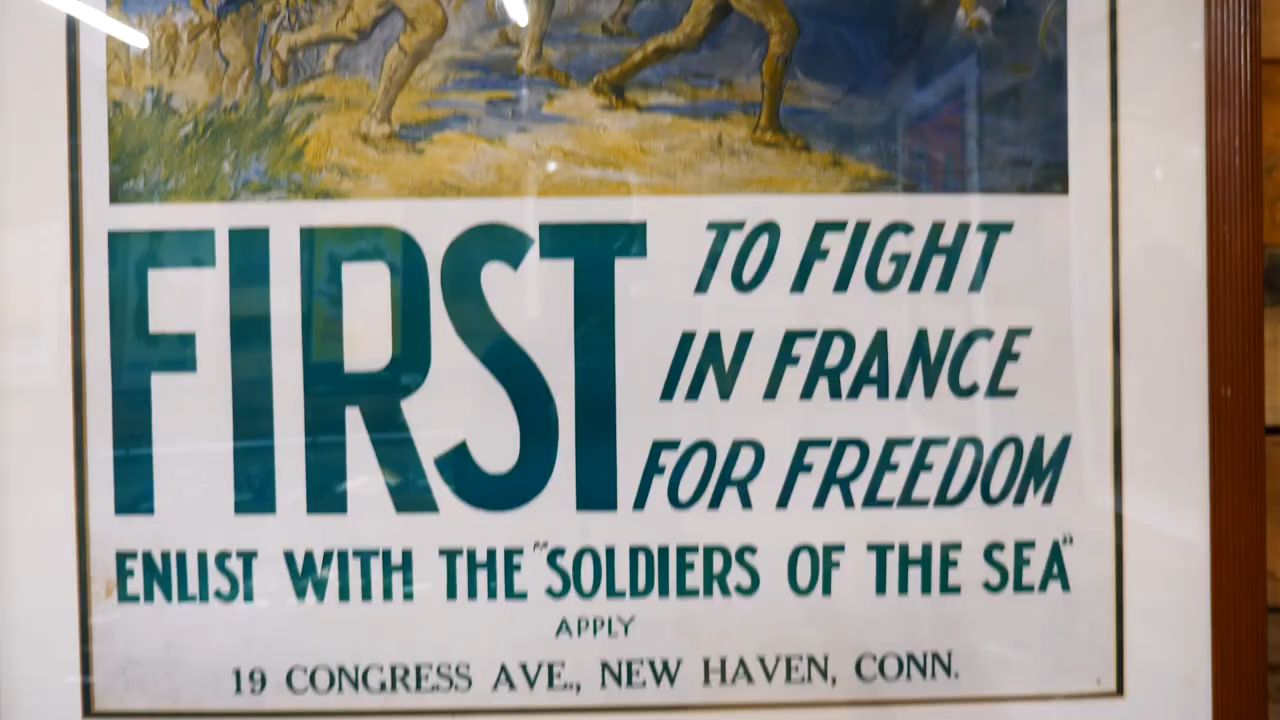 FIRST TO FIGHT
IN FRANCE
FOR FREEDOM
ENLIST WITH THE "SOLDIERS OF THE SEA"
APPLY
19 CONGRESS AVE., NEW HAVEN, CONN.